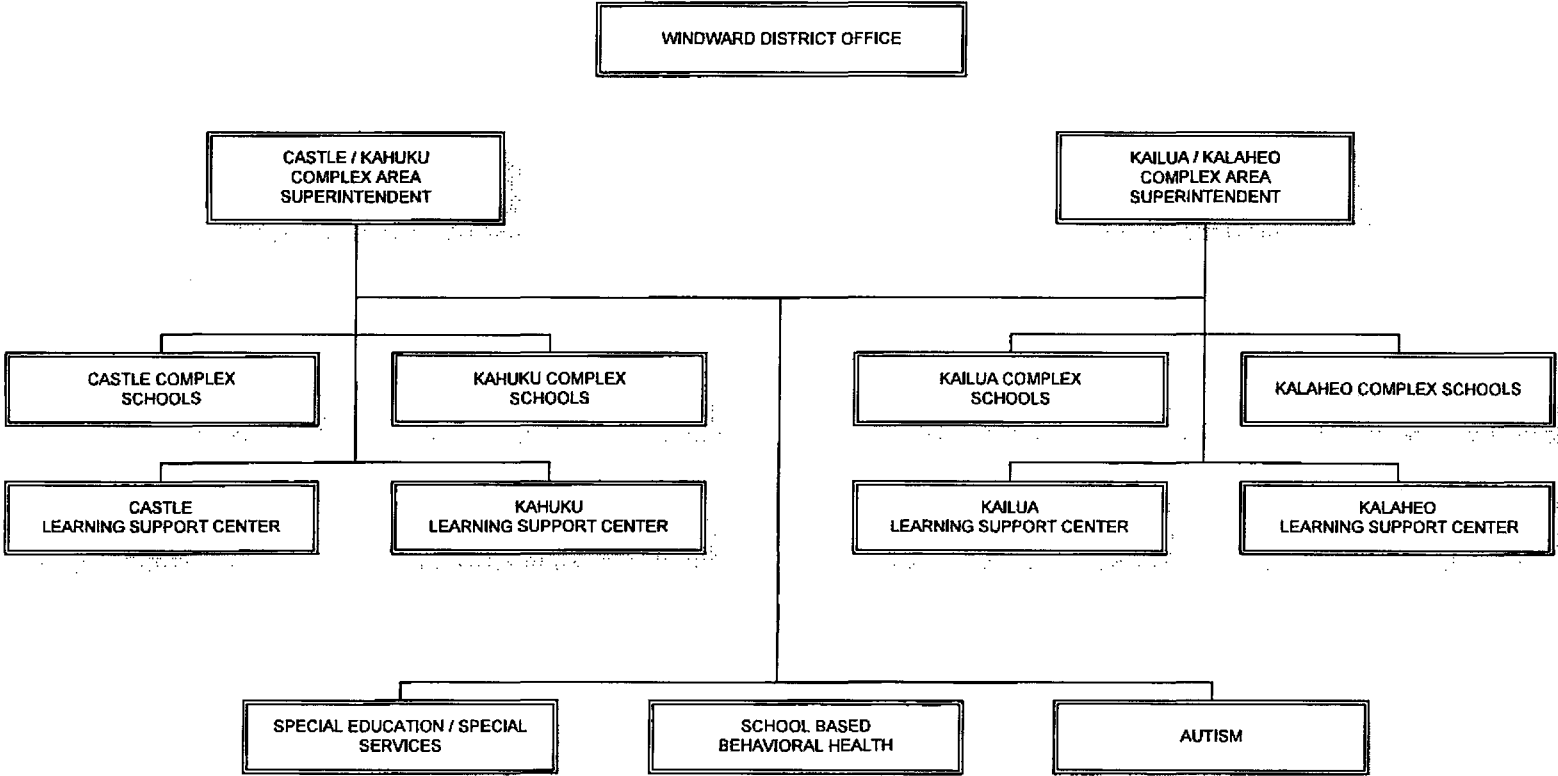 WINDWARD DISTRICT OFFICE
CASTLE / KAHUKU
COMPLEX AREA
SUPERINTENDENT
KAILUA / KALAHEO
COMPLEX AREA
SUPERINTENDENT
CASTLE COMPLEX
SCHOOLS
KAHUKU COMPLEX
SCHOOLS
KAILUA COMPLEX
SCHOOLS
KALAHEO COMPLEX SCHOOLS
CASTLE
LEARNING SUPPORT CENTER
KAHUKU
LEARNING SUPPORT CENTER
KAILUA
LEARNING SUPPORT CENTER
KALAHEO
LEARNING SUPPORT CENTER
SPECIAL EDUCATION / SPECIAL
SERVICES
SCHOOL BASED
BEHAVIORAL HEALTH
AUTISM